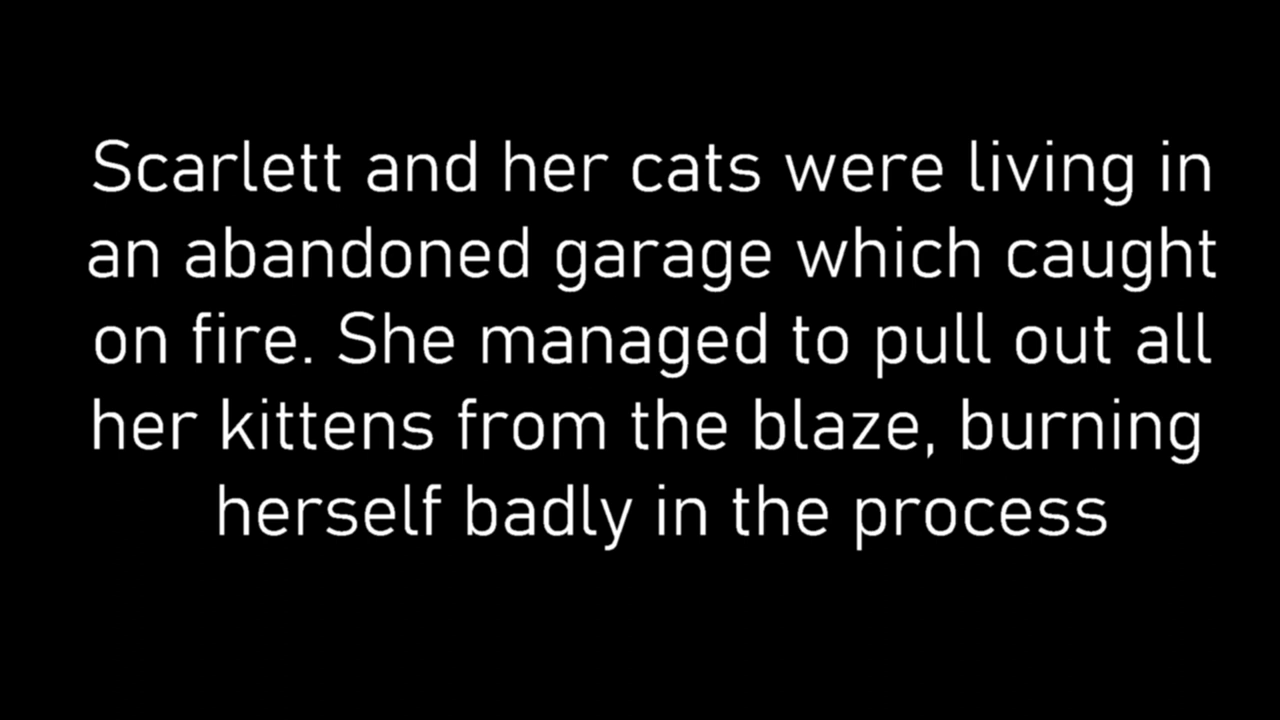 Scarlett and her cats were living in
an abandoned garage which caught
on fire. She managed to pull out all
her kittens from the blaze, burning
herself badly in the process